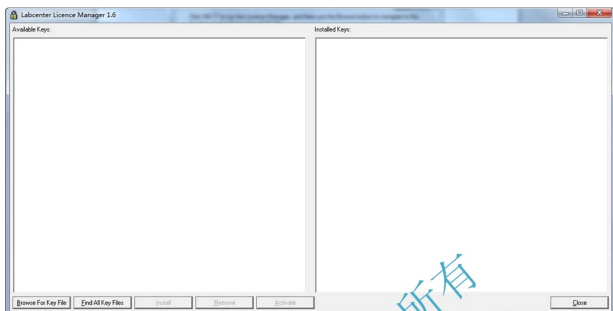 Labcenter Licence Manager 1.6
Available Keys:
Installed Keys:
Browse For Key File
Find All Key Files
Install
Remove
Activate
Close
所有